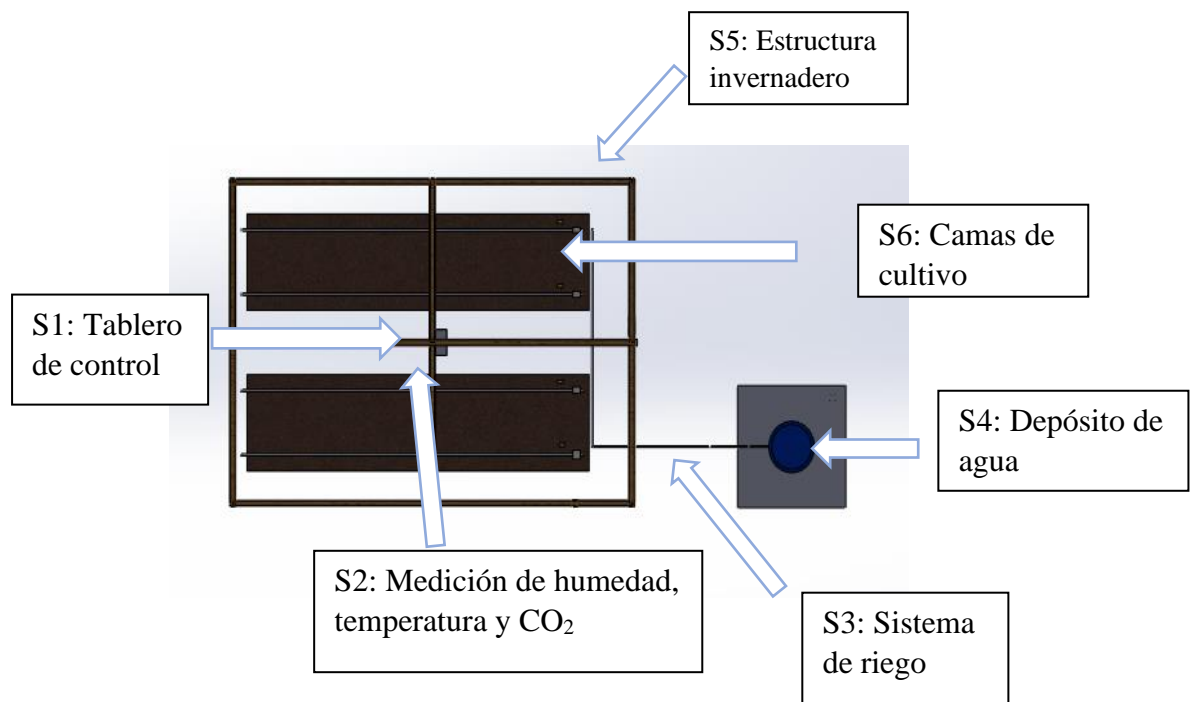 S5: Estructura
invernadero
S6: Camas de
cultivo
S1: Tablero
de control
S4: Depósito de
agua
S2: Medición de humedad,
temperatura y CO₂
S3: Sistema
de riego